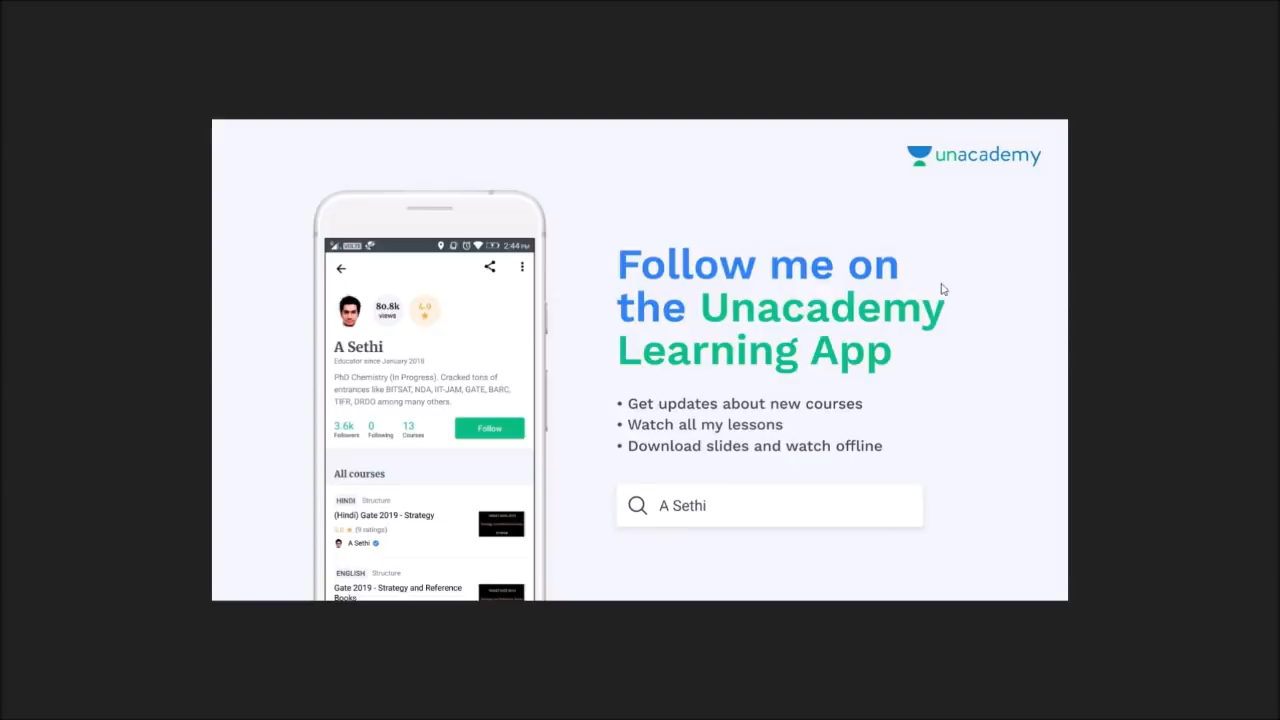 unacademy
VOLTE
2:44 PM
80.8k
views
A Sethi
Educator since January 2018
PhD Chemistry (In Progress). Cracked tons of
entrances like BITSAT, NDA, IIT-JAM, GATE, BARC,
TIFR, DRDO among many others.
3.6k 0 13
Followers Following Courses
Follow
All courses
HINDI Structure
(Hindi) Gate 2019 - Strategy
(9 ratings)
A Sethi
ENGLISH Structure
Gate 2019 - Strategy and Reference
Books
Follow me on
the Unacademy
Learning App
• Get updates about new courses
• Watch all my lessons
• Download slides and watch offline
A Sethi